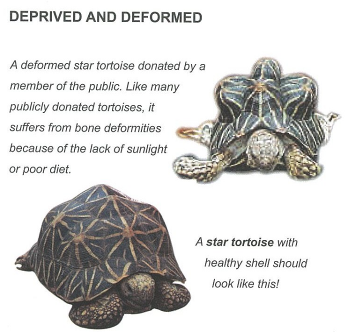 DEPRIVED AND DEFORMED
A deformed star tortoise donated by a
member of the public. Like many
publicly donated tortoises, it
suffers from bone deformities
because of the lack of sunlight
or poor diet.
A star tortoise with
healthy shell should
look like this!